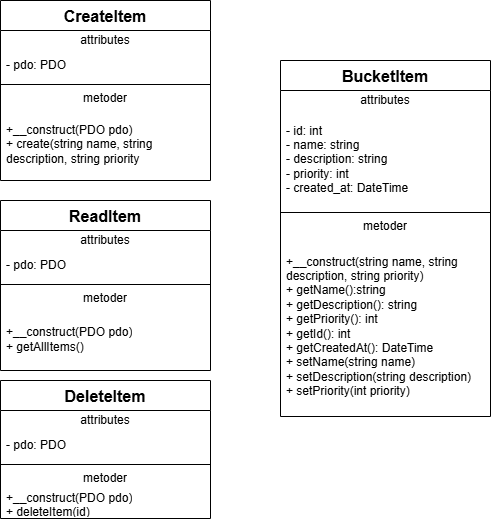 CreateItem
attributes
- pdo: PDO
metoder
+__construct(PDO pdo)
+ create(string name, string
description, string priority
ReadItem
attributes
- pdo: PDO
metoder
+__construct(PDO pdo)
+ getAllItems()
DeleteItem
attributes
- pdo: PDO
metoder
+__construct(PDO pdo)
+ deleteItem(id)
BucketItem
attributes
- id: int
- name: string
- description: string
- priority: int
- created_at: DateTime
metoder
+__construct(string name, string
description, string priority)
+ getName():string
+ getDescription(): string
+ getPriority(): int
+ getId(): int
+ getCreatedAt(): DateTime
+ setName(string name)
+ setDescription(string description)
+ setPriority(int priority)